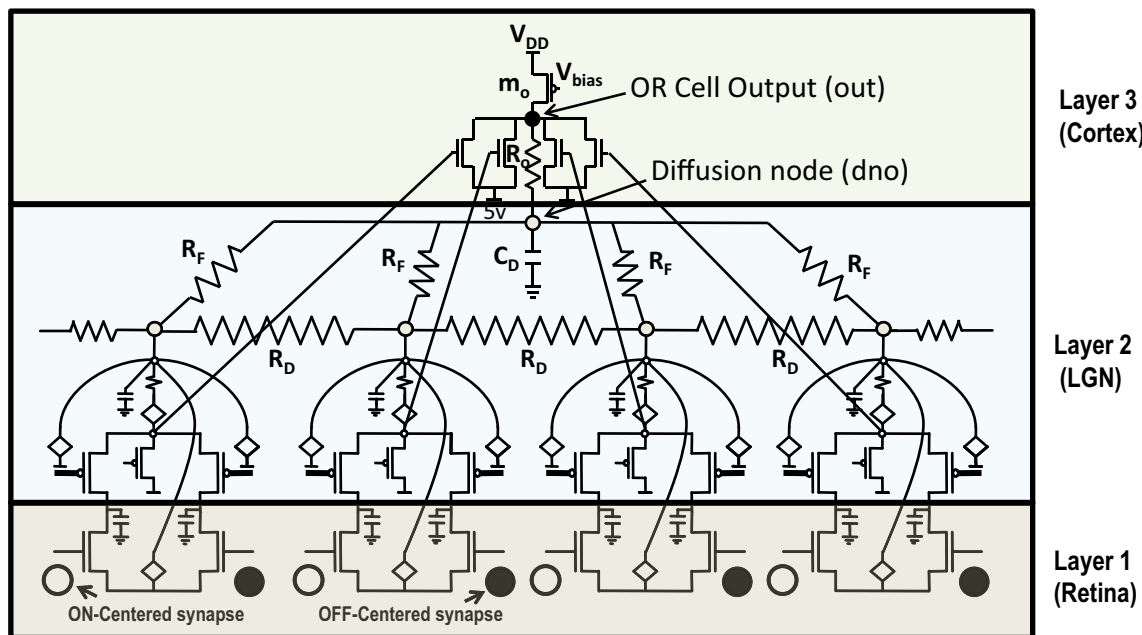 V_DD
m_o
V_bias
OR Cell Output (out)
Layer 3
(Cortex)
R_o
Diffusion node (dno)
5v
R_F
R_F
C_D
R_F
R_F
R_D
R_D
R_D
Layer 2
(LGN)
Layer 1
(Retina)
ON-Centered synapse
OFF-Centered synapse